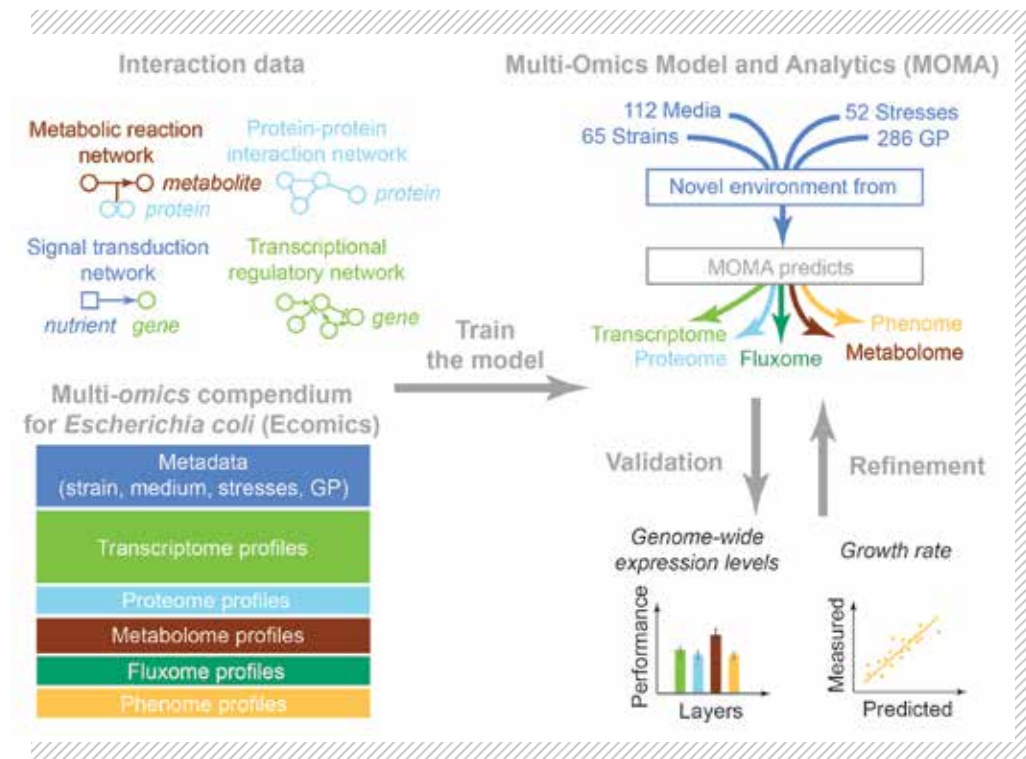 Interaction data
Metabolic reaction
network
metabolite
protein
Protein-protein
interaction network
protein
Signal transduction
network
nutrient
gene
Transcriptional
regulatory network
gene
Multi-omics compendium
for Escherichia coli (Ecomics)
Metadata
(strain, medium, stresses, GP)
Transcriptome profiles
Proteome profiles
Metabolome profiles
Fluxome profiles
Phenome profiles
Train
the model
Multi-Omics Model and Analytics (MOMA)
112 Media
52 Stresses
65 Strains
286 GP
Novel environment from
MOMA predicts
Transcriptome
Phenome
Proteome
Fluxome
Metabolome
Validation
Refinement
Genome-wide
expression levels
Performance
Layers
Growth rate
Measured
Predicted